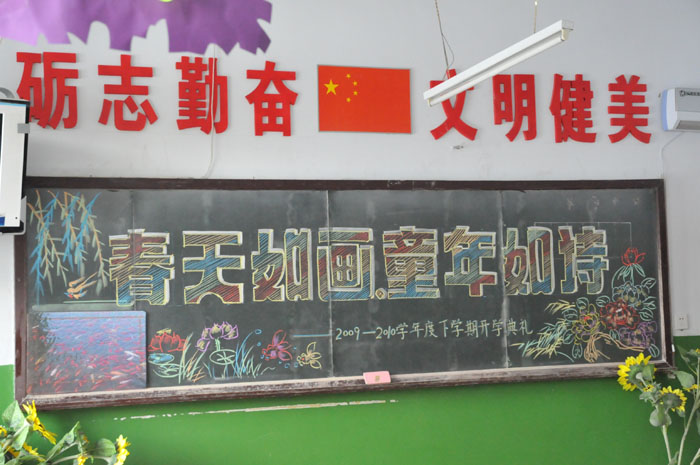 砺志勤奋 文明健美
春天如画,童年如诗
——2009—2010学年度下学期开学典礼